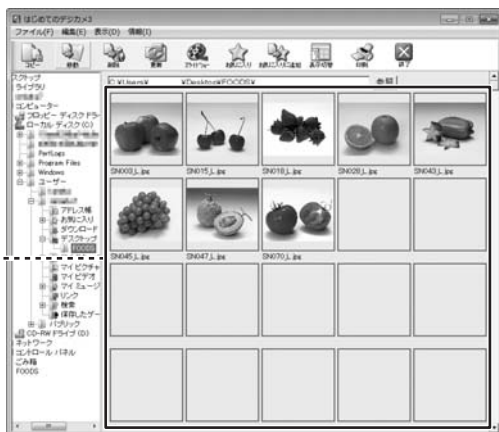 はじめてのデジカメ3
ファイル(F) 編集(E) 表示(D) 情報(I)
コピー 移動 削除 更新 スライドショー お気に入り お気に入りに追加 表示切替 印刷 終了
C:¥Users¥ ¥Desktop¥FOODS¥ 参照
スクトップ
ライブラリ
コンピューター
フロッピー ディスク ドラ
ローカル ディスク (C)
PerfLogs
Program Files
Windows
ユーザー
アドレス帳
お気に入り
ダウンロード
デスクトップ
FOODS
マイ ピクチャ
マイ ビデオ
マイ ミュージ
リンク
検索
保存したゲー
パブリック
CD-RW ドライブ (D)
ネットワーク
コントロール パネル
ごみ箱
FOODS
SN003_L.jpg SN015_L.jpg SN018_L.jpg SN028_L.jpg SN043_L.jpg
SN045_L.jpg SN047_L.jpg SN070_L.jpg